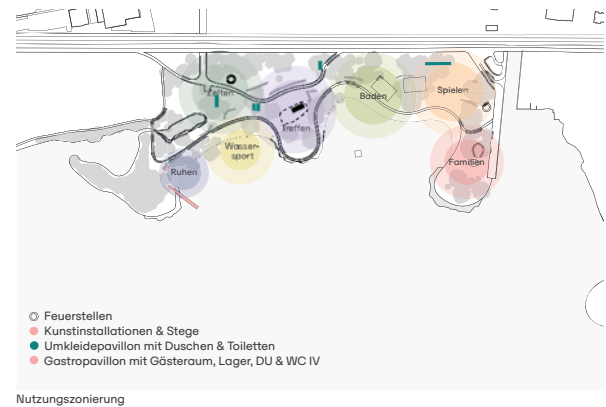 Zelten
Baden
Spielen
Treffen
Wasser-
sport
Familien
Ruhen
Feuerstellen
Kunstinstallationen & Stege
Umkleidepavillon mit Duschen & Toiletten
Gastropavillon mit Gästeraum, Lager, DU & WC IV
Nutzungszonierung